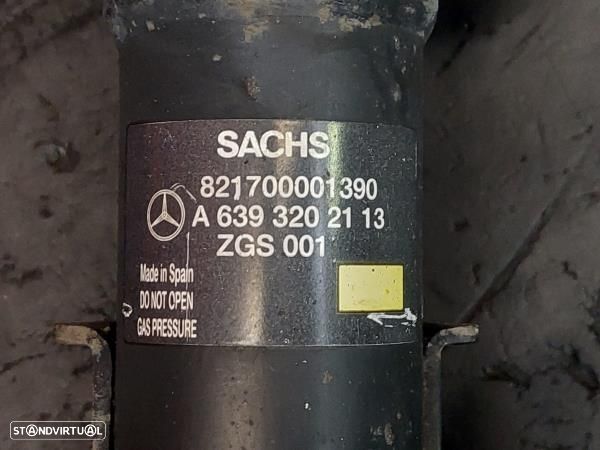 SACHS
821700001390
A 639 320 21 13
ZGS 001
Made in Spain
DO NOT OPEN
GAS PRESSURE
STANDVIRTUAL